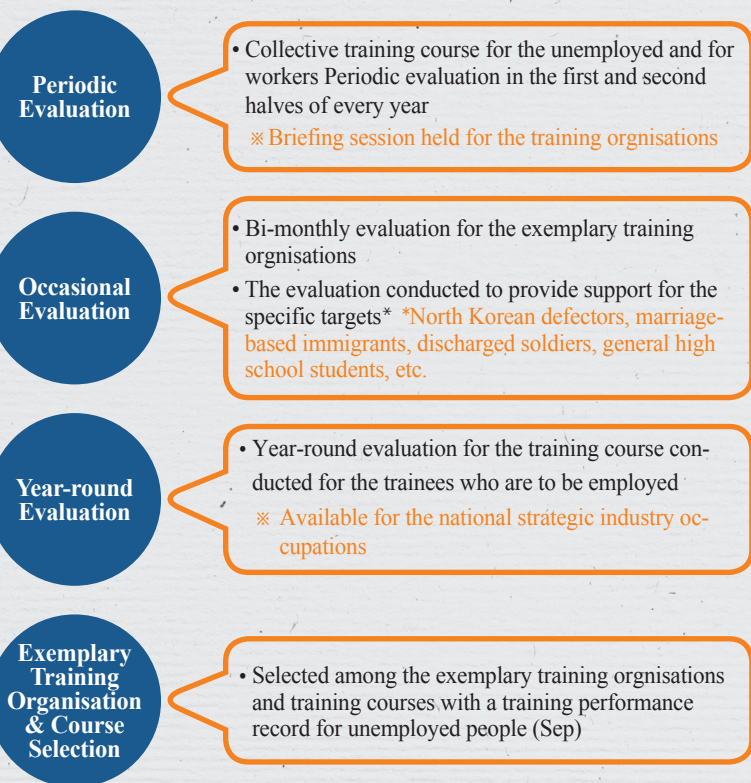 Periodic
Evaluation
• Collective training course for the unemployed and for
workers Periodic evaluation in the first and second
halves of every year
※ Briefing session held for the training orgnisations
Occasional
Evaluation
• Bi-monthly evaluation for the exemplary training
orgnisations
• The evaluation conducted to provide support for the
specific targets* *North Korean defectors, marriage-
based immigrants, discharged soldiers, general high
school students, etc.
Year-round
Evaluation
• Year-round evaluation for the training course con-
ducted for the trainees who are to be employed
※ Available for the national strategic industry oc-
cupations
Exemplary
Training
Organisation
& Course
Selection
• Selected among the exemplary training orgnisations
and training courses with a training performance
record for unemployed people (Sep)